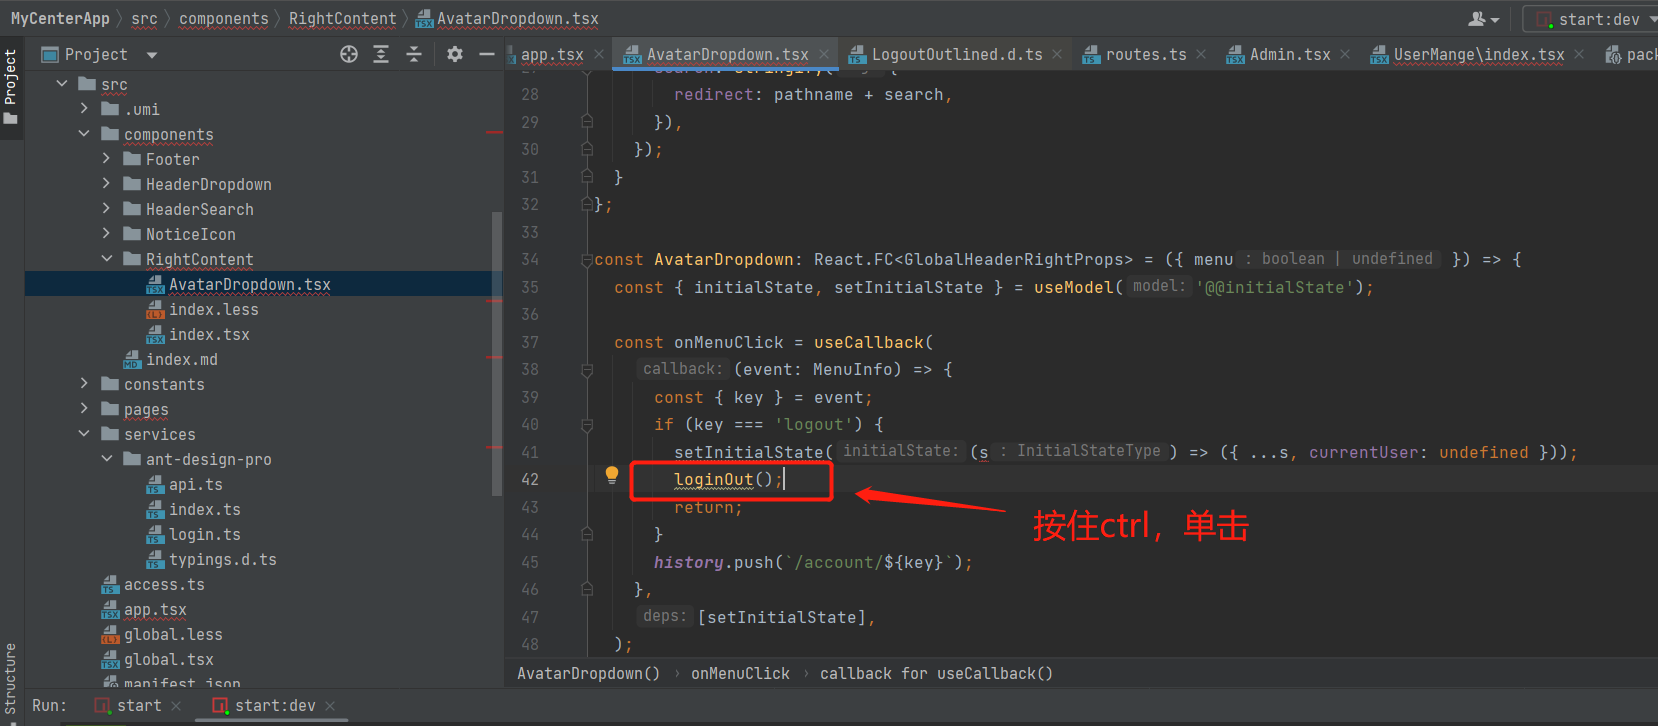 MyCenterApp src components RightContent AvatarDropdown.tsx start:dev
Project
app.tsx AvatarDropdown.tsx LogoutOutlined.d.ts routes.ts Admin.tsx UserMange\index.tsx pack
Project
src
.umi
components
Footer
HeaderDropdown
HeaderSearch
NoticeIcon
RightContent
AvatarDropdown.tsx
index.less
index.tsx
index.md
constants
pages
services
ant-design-pro
api.ts
index.ts
login.ts
typings.d.ts
access.ts
app.tsx
global.less
global.tsx
manifest.json
Structure
28 redirect: pathname + search,
29 }),
30 });
31 }
32 };
33
34 const AvatarDropdown: React.FC<GlobalHeaderRightProps> = ({ menu : boolean | undefined }) => {
35 const { initialState, setInitialState } = useModel( model: '@@initialState');
36
37 const onMenuClick = useCallback(
38 callback: (event: MenuInfo) => {
39 const { key } = event;
40 if (key === 'logout') {
41 setInitialState( initialState: (s : InitialStateType ) => ({ ...s, currentUser: undefined }));
42 loginOut();
43 return;
按住ctrl，单击
44 }
45 history.push(`/account/${key}`);
46 },
47 deps: [setInitialState],
48 );
AvatarDropdown() › onMenuClick › callback for useCallback()
Run: start start:dev